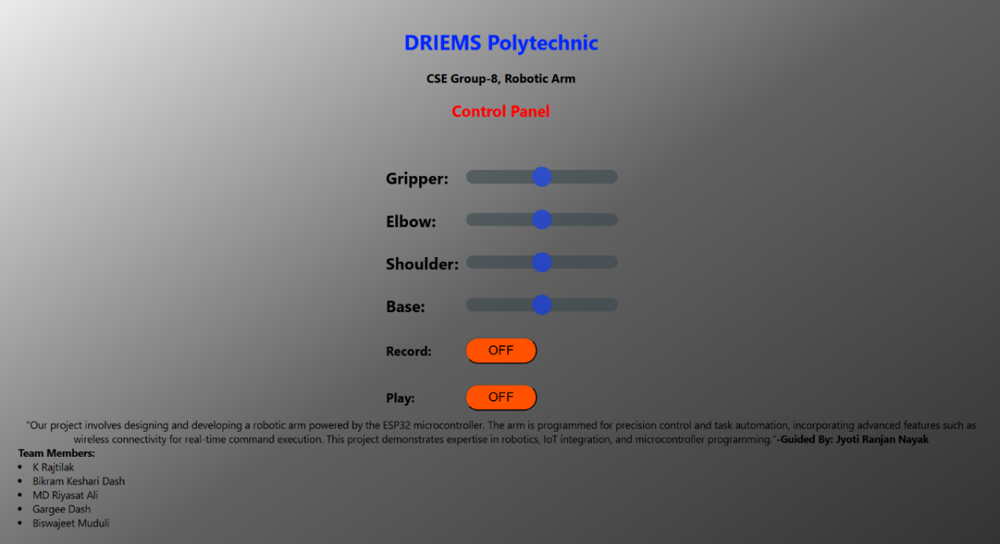 DRIEMS Polytechnic
CSE Group-8, Robotic Arm
Control Panel
Gripper:
Elbow:
Shoulder:
Base:
Record: OFF
Play: OFF
"Our project involves designing and developing a robotic arm powered by the ESP32 microcontroller. The arm is programmed for precision control and task automation, incorporating advanced features such as
wireless connectivity for real-time command execution. This project demonstrates expertise in robotics, IoT integration, and microcontroller programming."-Guided By: Jyoti Ranjan Nayak
Team Members:
• K Rajtilak
• Bikram Keshari Dash
• MD Riyasat Ali
• Gargee Dash
• Biswajeet Muduli